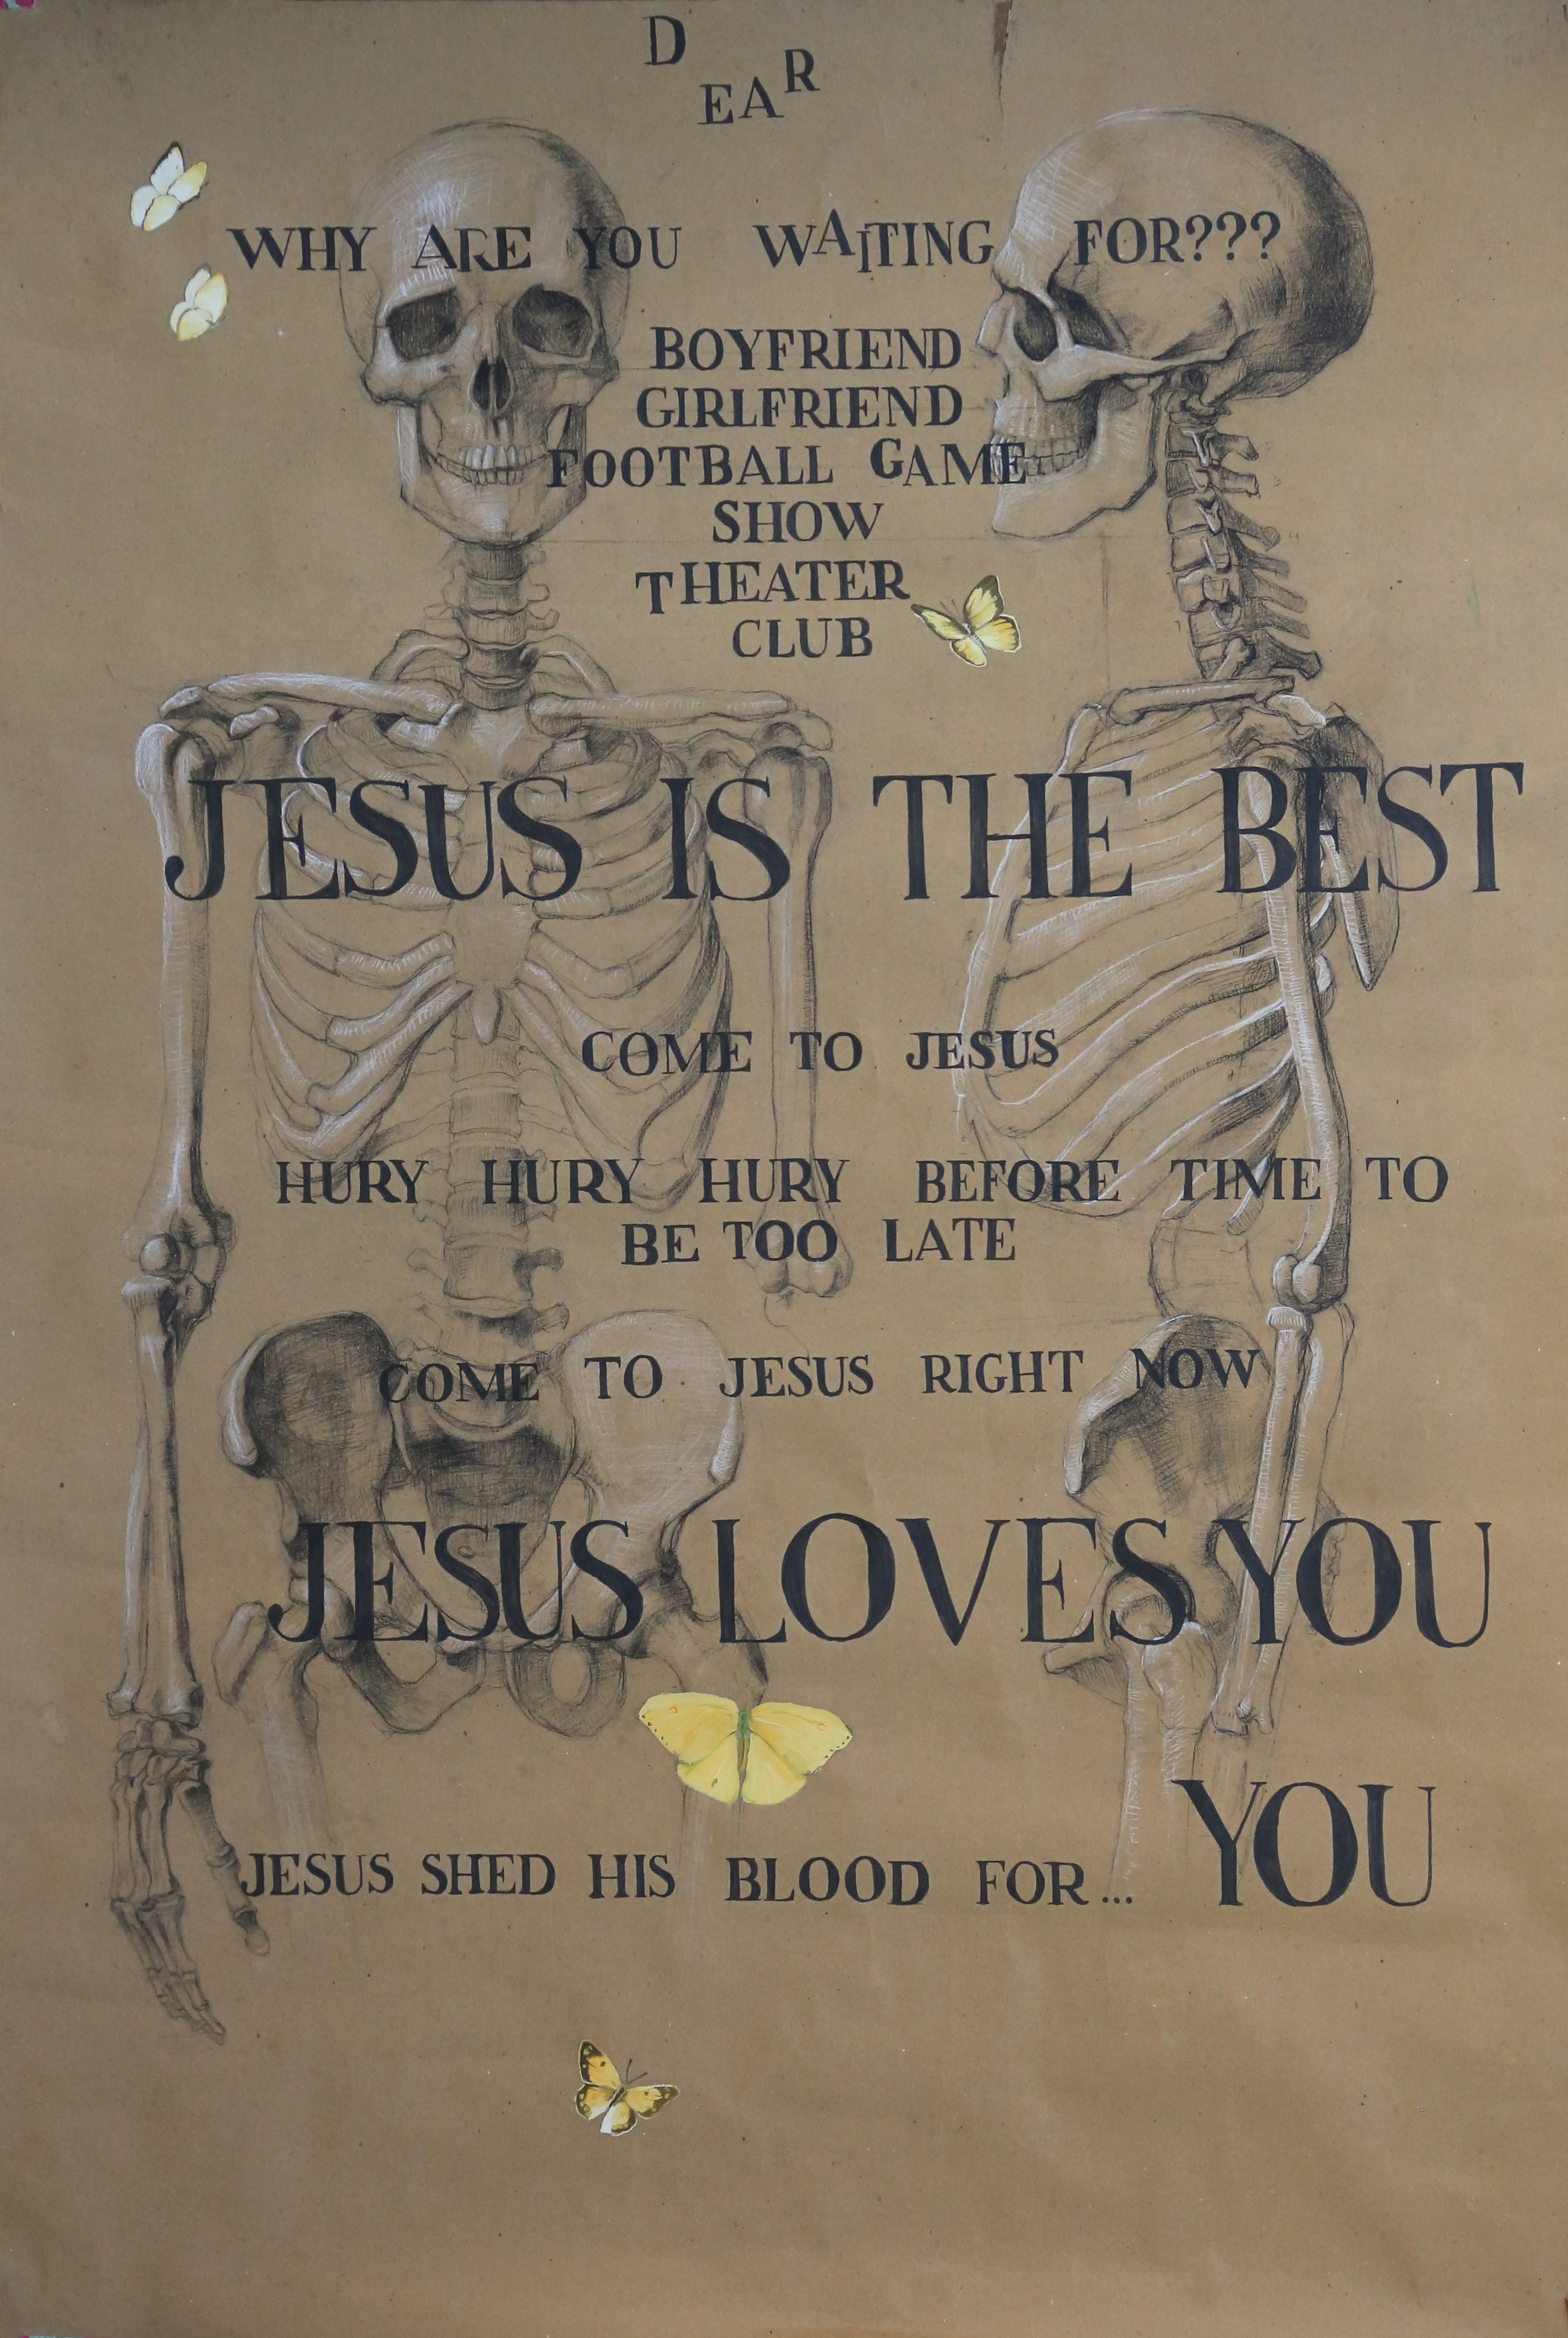 DEAR
WHY ARE YOU WAITING FOR???
BOYFRIEND
GIRLFRIEND
FOOTBALL GAME
SHOW
THEATER
CLUB
JESUS IS THE BEST
COME TO JESUS
HURY HURY HURY BEFORE TIME TO
BE TOO LATE
COME TO JESUS RIGHT NOW
JESUS LOVES YOU
JESUS SHED HIS BLOOD FOR... YOU